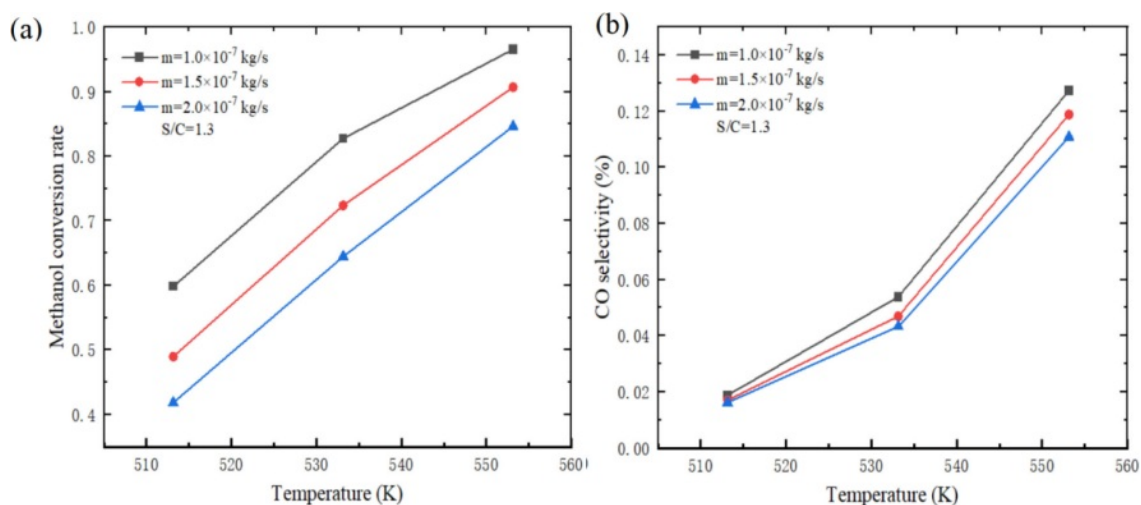 (a)
1.0
0.9
0.8
0.7
0.6
0.5
0.4
Methanol conversion rate
m=1.0×10⁻⁷ kg/s
m=1.5×10⁻⁷ kg/s
m=2.0×10⁻⁷ kg/s
S/C=1.3
510 520 530 540 550 560
Temperature (K)
(b)
0.14
0.12
0.10
0.08
0.06
0.04
0.02
0.00
CO selectivity (%)
m=1.0×10⁻⁷ kg/s
m=1.5×10⁻⁷ kg/s
m=2.0×10⁻⁷ kg/s
S/C=1.3
510 520 530 540 550 560
Temperature (K)